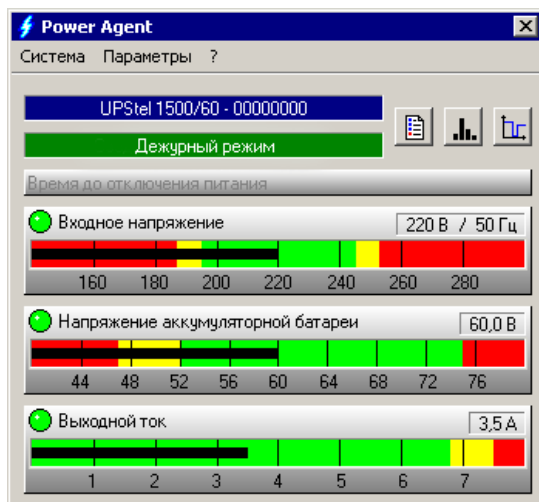 Power Agent
Система Параметры ?
UPStel 1500/60 - 00000000
Дежурный режим
Время до отключения питания
Входное напряжение 220 В / 50 Гц
160 180 200 220 240 260 280
Напряжение аккумуляторной батареи 60,0 В
44 48 52 56 60 64 68 72 76
Выходной ток 3,5 А
1 2 3 4 5 6 7